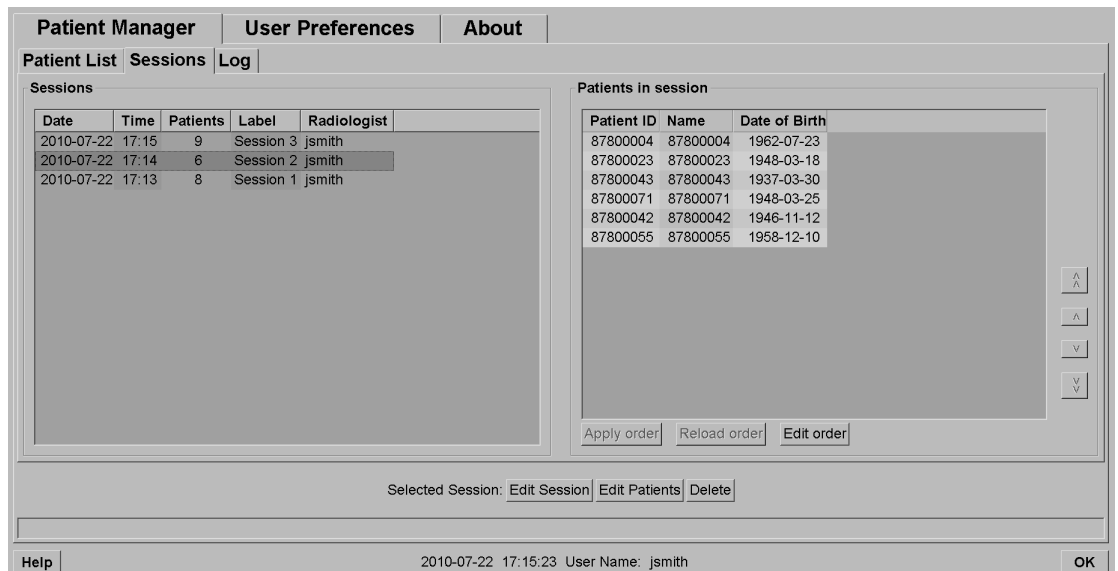 Patient Manager User Preferences About
Patient List Sessions Log
Sessions
Date Time Patients Label Radiologist
2010-07-22 17:15 9 Session 3 jsmith
2010-07-22 17:14 6 Session 2 jsmith
2010-07-22 17:13 8 Session 1 jsmith
Patients in session
Patient ID Name Date of Birth
87800004 87800004 1962-07-23
87800023 87800023 1948-03-18
87800043 87800043 1937-03-30
87800071 87800071 1948-03-25
87800042 87800042 1946-11-12
87800055 87800055 1958-12-10
Apply order Reload order Edit order
Selected Session: Edit Session Edit Patients Delete
Help 2010-07-22 17:15:23 User Name: jsmith OK